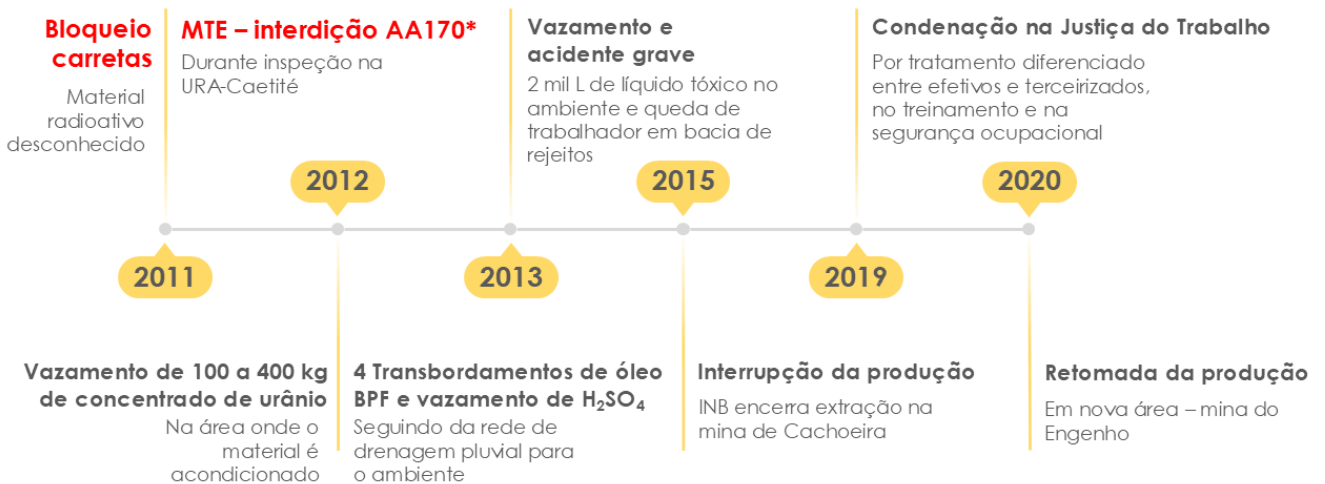 Bloqueio
carretas
Material
radioativo
desconhecido
MTE – interdição AA170*
Durante inspeção na
URA-Caetité
Vazamento e
acidente grave
2 mil L de líquido tóxico no
ambiente e queda de
trabalhador em bacia de
rejeitos
Condenação na Justiça do Trabalho
Por tratamento diferenciado
entre efetivos e terceirizados,
no treinamento e na
segurança ocupacional
2012
2015
2020
2011
2013
2019
Vazamento de 100 a 400 kg
de concentrado de urânio
Na área onde o
material é
acondicionado
4 Transbordamentos de óleo
BPF e vazamento de H₂SO₄
Seguindo da rede de
drenagem pluvial para
o ambiente
Interrupção da produção
INB encerra extração na
mina de Cachoeira
Retomada da produção
Em nova área – mina do
Engenho